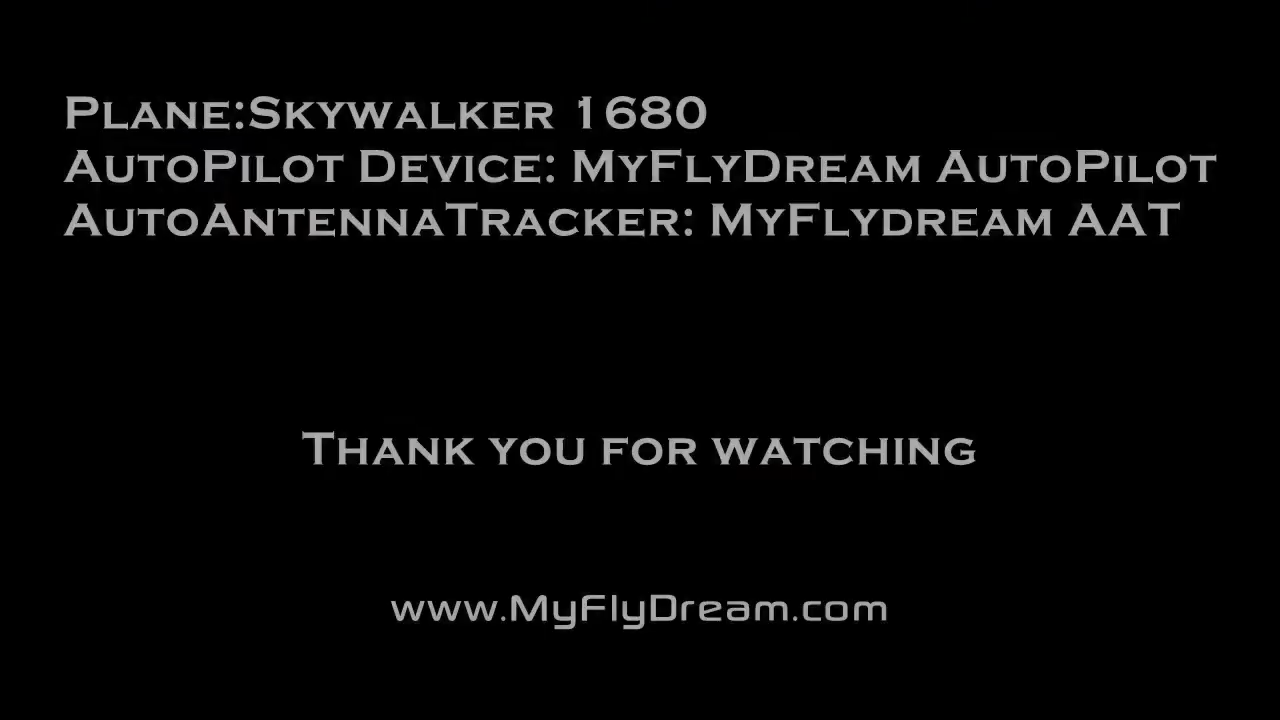 Plane:Skywalker 1680
AutoPilot Device: MyFlyDream AutoPilot
AutoAntennaTracker: MyFlydream AAT
Thank you for watching
www.MyFlyDream.com